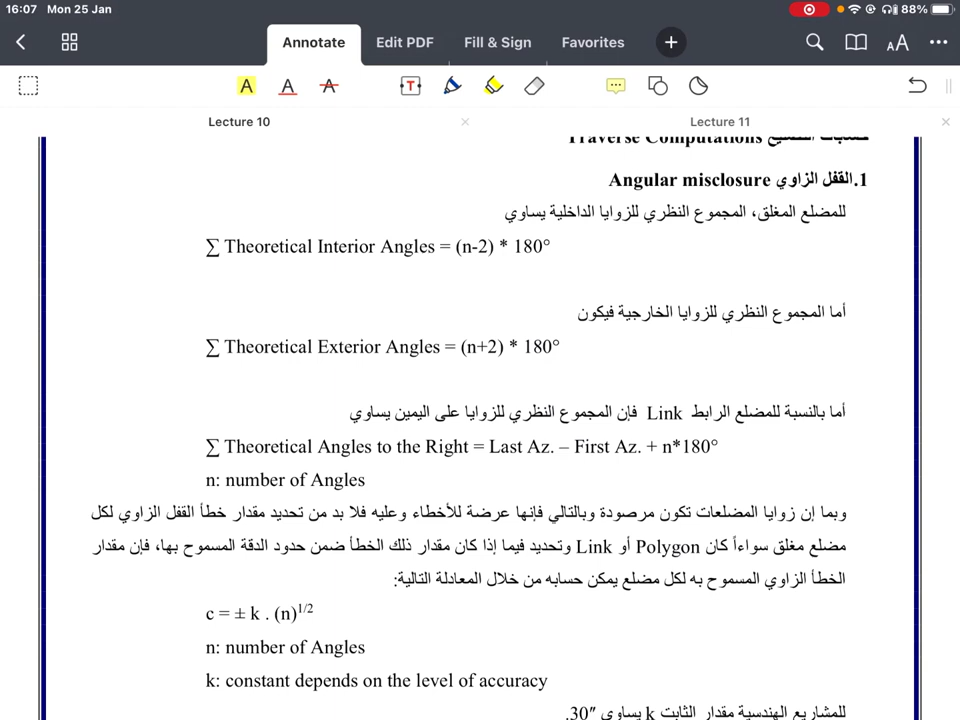 16:07 Mon 25 Jan
88%
Annotate Edit PDF Fill & Sign Favorites
Lecture 10 Lecture 11
Traverse Computations حسابات التضليع
1.القفل الزاوي Angular misclosure
للمضلع المغلق، المجموع النظري للزوايا الداخلية يساوي
∑ Theoretical Interior Angles = (n-2) * 180°
أما المجموع النظري للزوايا الخارجية فيكون
∑ Theoretical Exterior Angles = (n+2) * 180°
أما بالنسبة للمضلع الرابط Link فإن المجموع النظري للزوايا على اليمين يساوي
∑ Theoretical Angles to the Right = Last Az. – First Az. + n*180°
n: number of Angles
وبما إن زوايا المضلعات تكون مرصودة وبالتالي فإنها عرضة للأخطاء وعليه فلا بد من تحديد مقدار خطأ القفل الزاوي لكل
مضلع مغلق سواءاً كان Polygon أو Link وتحديد فيما إذا كان مقدار ذلك الخطأ ضمن حدود الدقة المسموح بها، فإن مقدار
الخطأ الزاوي المسموح به لكل مضلع يمكن حسابه من خلال المعادلة التالية:
c = ± k . (n)^1/2
n: number of Angles
k: constant depends on the level of accuracy
للمشاريع الهندسية مقدار الثابت k يساوي 30″.